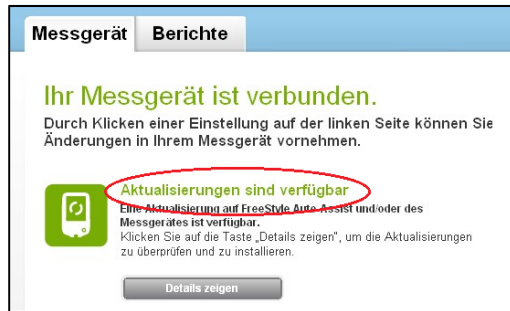 Messgerät Berichte
Ihr Messgerät ist verbunden.
Durch Klicken einer Einstellung auf der linken Seite können Sie
Änderungen in Ihrem Messgerät vornehmen.
Aktualisierungen sind verfügbar
Eine Aktualisierung auf FreeStyle Auto-Assist und/oder des
Messgerätes ist verfügbar.
Klicken Sie auf die Taste „Details zeigen", um die Aktualisierungen
zu überprüfen und zu installieren.
Details zeigen